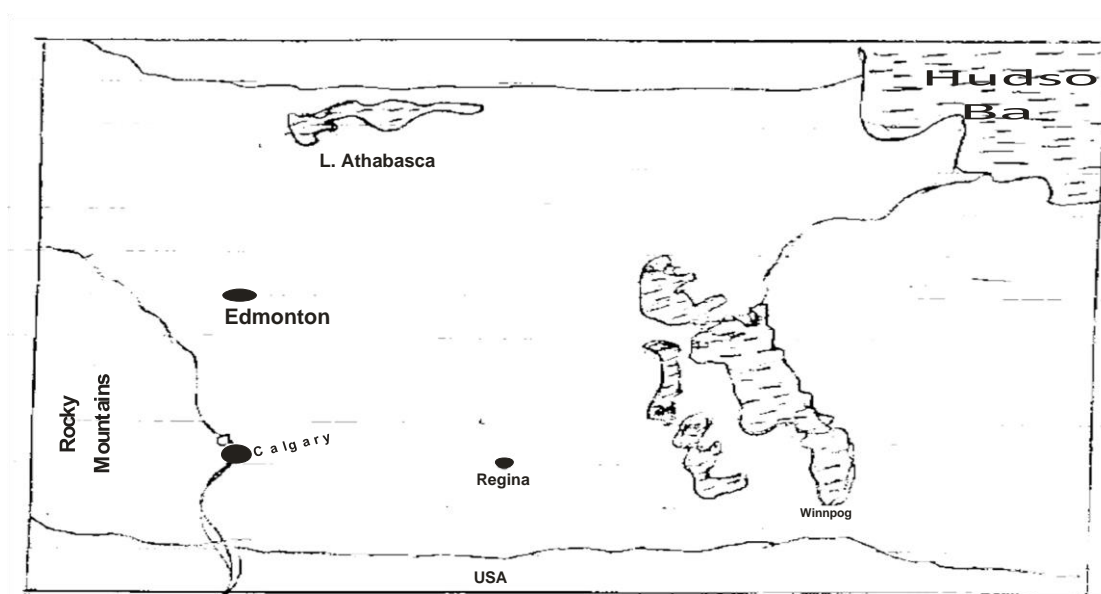 Hudso
Ba
L. Athabasca
Edmonton
Rocky
Mountains
Calgary
Regina
Winnpog
USA